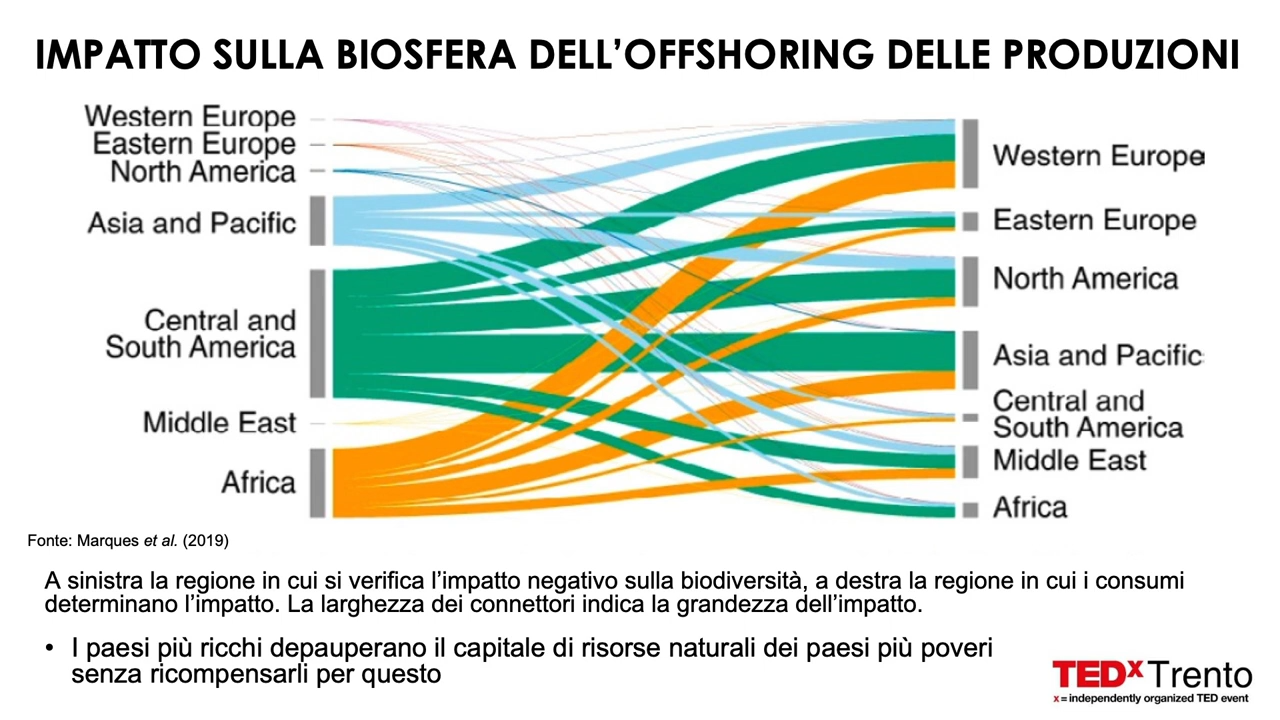 IMPATTO SULLA BIOSFERA DELL’OFFSHORING DELLE PRODUZIONI
Western Europe
Eastern Europe
North America
Asia and Pacific
Central and
South America
Middle East
Africa
Western Europe
Eastern Europe
North America
Asia and Pacific
Central and
South America
Middle East
Africa
Fonte: Marques et al. (2019)
A sinistra la regione in cui si verifica l’impatto negativo sulla biodiversità, a destra la regione in cui i consumi
determinano l’impatto. La larghezza dei connettori indica la grandezza dell’impatto.
• I paesi più ricchi depauperano il capitale di risorse naturali dei paesi più poveri
senza ricompensarli per questo
TEDx Trento
x = independently organized TED event